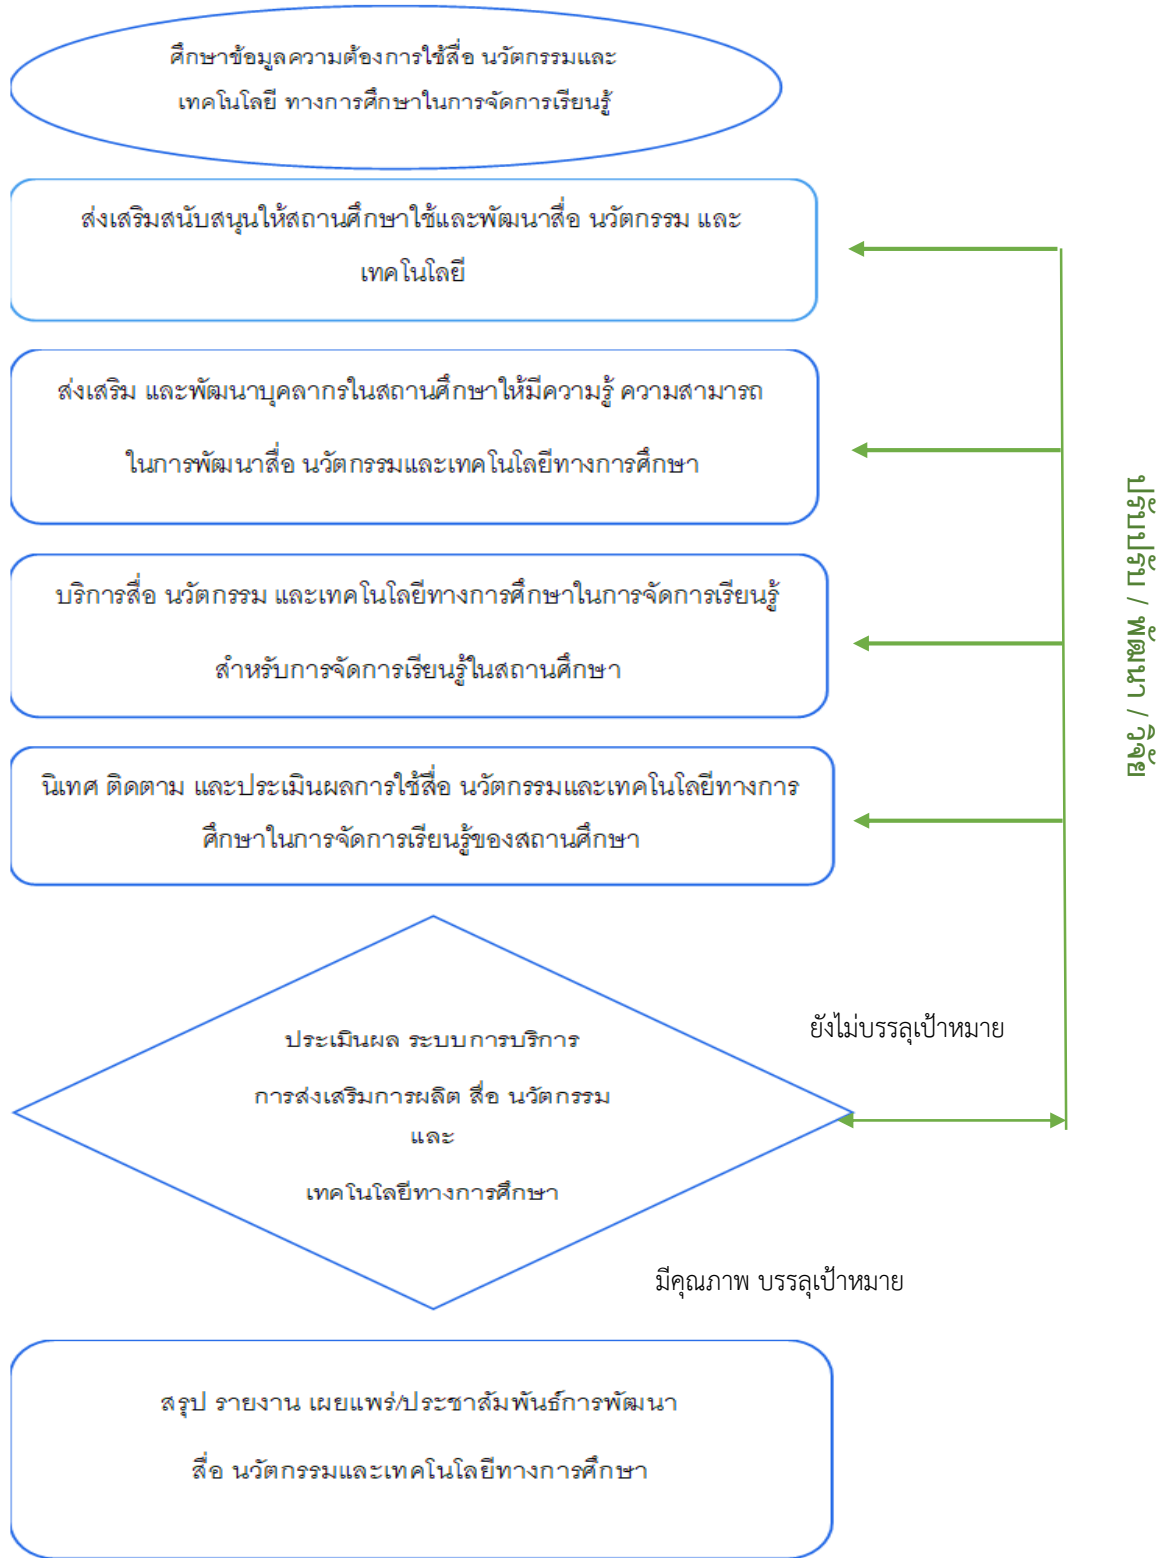 ศึกษาข้อมูลความต้องการใช้สื่อ นวัตกรรมและ
เทคโนโลยี ทางการศึกษาในการจัดการเรียนรู้
ส่งเสริมสนับสนุนให้สถานศึกษาใช้และพัฒนาสื่อ นวัตกรรม และ
เทคโนโลยี
ส่งเสริม และพัฒนาบุคลากรในสถานศึกษาให้มีความรู้ ความสามารถ
ในการพัฒนาสื่อ นวัตกรรมและเทคโนโลยีทางการศึกษา
บริการสื่อ นวัตกรรม และเทคโนโลยีทางการศึกษาในการจัดการเรียนรู้
สำหรับการจัดการเรียนรู้ในสถานศึกษา
นิเทศ ติดตาม และประเมินผลการใช้สื่อ นวัตกรรมและเทคโนโลยีทางการ
ศึกษาในการจัดการเรียนรู้ของสถานศึกษา
ปรับปรับ / พัฒนา / วิจัย
ยังไม่บรรลุเป้าหมาย
ประเมินผล ระบบการบริการ
การส่งเสริมการผลิต สื่อ นวัตกรรม
และ
เทคโนโลยีทางการศึกษา
มีคุณภาพ บรรลุเป้าหมาย
สรุป รายงาน เผยแพร่/ประชาสัมพันธ์การพัฒนา
สื่อ นวัตกรรมและเทคโนโลยีทางการศึกษา